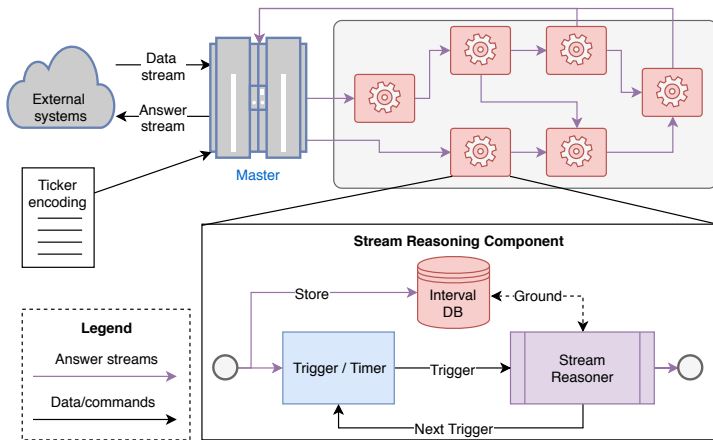 Data
stream
External
systems
Answer
stream
Master
Ticker
encoding
Stream Reasoning Component
Store
Interval
DB
Ground
Legend
Answer streams
Data/commands
Trigger / Timer
Trigger
Stream
Reasoner
Next Trigger